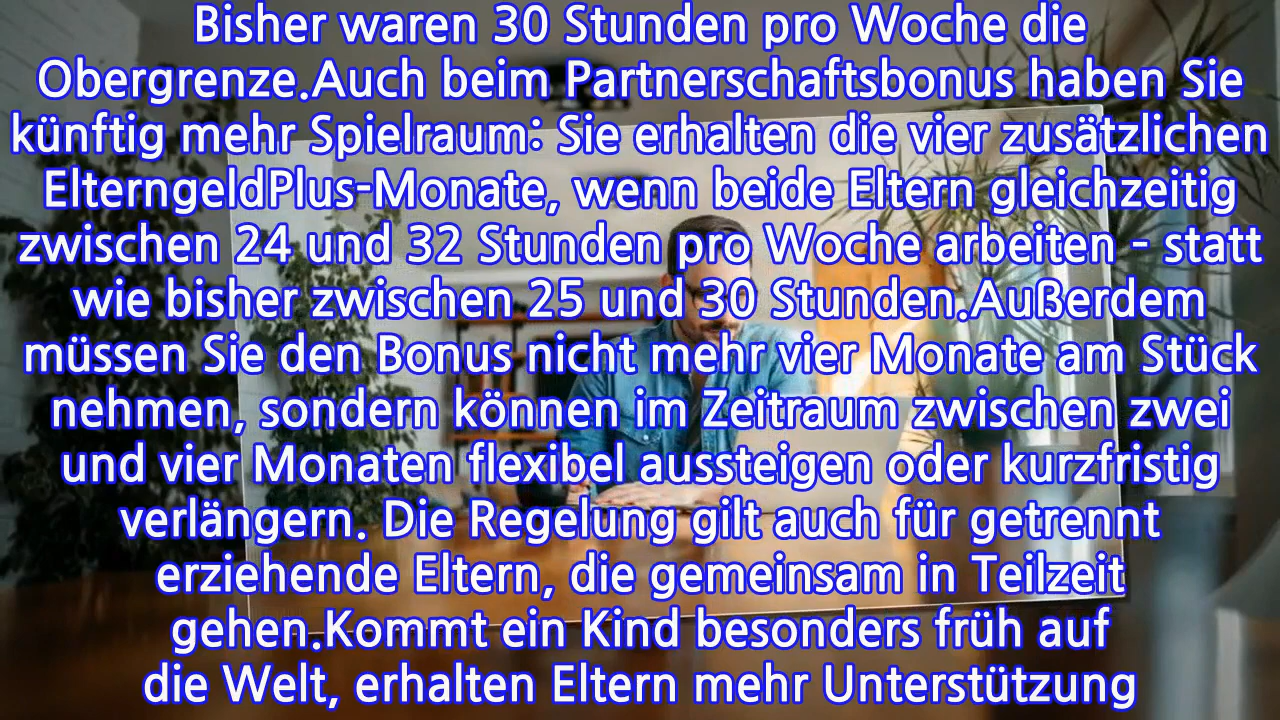 Bisher waren 30 Stunden pro Woche die
Obergrenze.Auch beim Partnerschaftsbonus haben Sie
künftig mehr Spielraum: Sie erhalten die vier zusätzlichen
ElterngeldPlus-Monate, wenn beide Eltern gleichzeitig
zwischen 24 und 32 Stunden pro Woche arbeiten - statt
wie bisher zwischen 25 und 30 Stunden.Außerdem
müssen Sie den Bonus nicht mehr vier Monate am Stück
nehmen, sondern können im Zeitraum zwischen zwei
und vier Monaten flexibel aussteigen oder kurzfristig
verlängern. Die Regelung gilt auch für getrennt
erziehende Eltern, die gemeinsam in Teilzeit
gehen.Kommt ein Kind besonders früh auf
die Welt, erhalten Eltern mehr Unterstützung